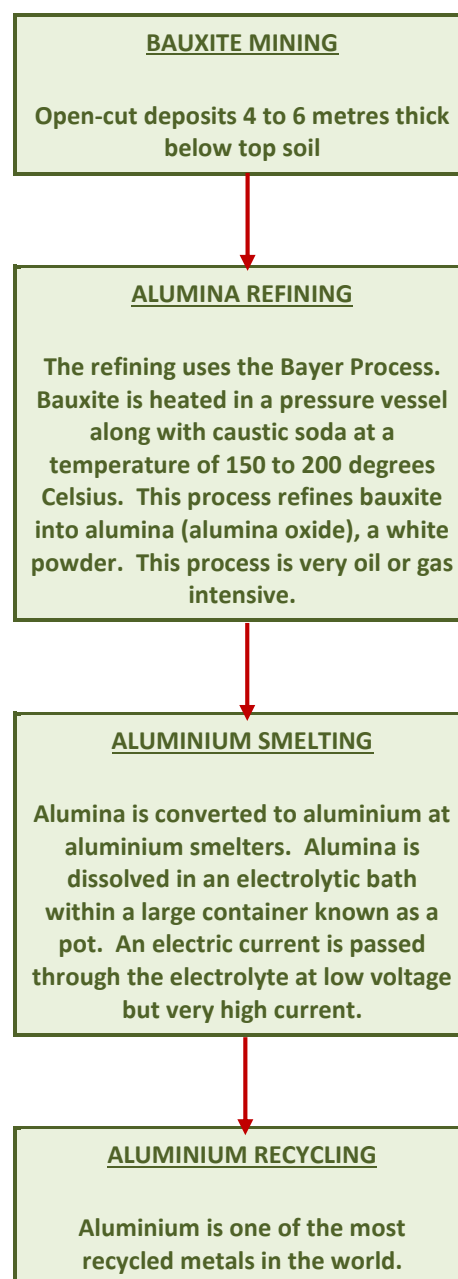 BAUXITE MINING
Open-cut deposits 4 to 6 metres thick
below top soil
ALUMINA REFINING
The refining uses the Bayer Process.
Bauxite is heated in a pressure vessel
along with caustic soda at a
temperature of 150 to 200 degrees
Celsius.  This process refines bauxite
into alumina (alumina oxide), a white
powder.  This process is very oil or gas
intensive.
ALUMINIUM SMELTING
Alumina is converted to aluminium at
aluminium smelters.  Alumina is
dissolved in an electrolytic bath
within a large container known as a
pot.  An electric current is passed
through the electrolyte at low voltage
but very high current.
ALUMINIUM RECYCLING
Aluminium is one of the most
recycled metals in the world.